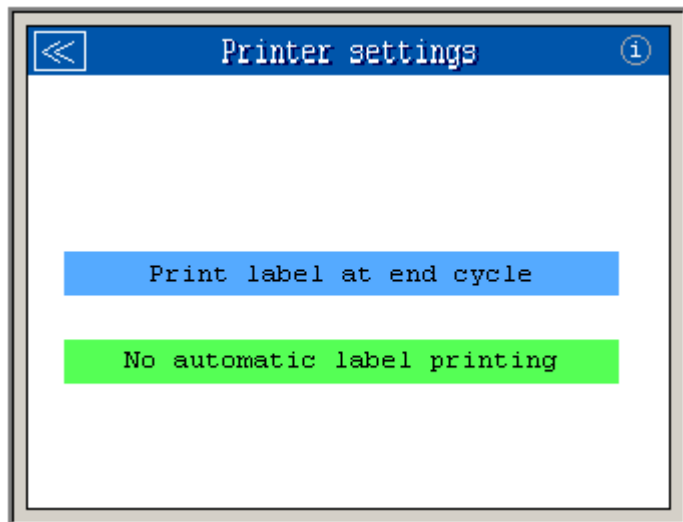 Printer settings
Print label at end cycle
No automatic label printing